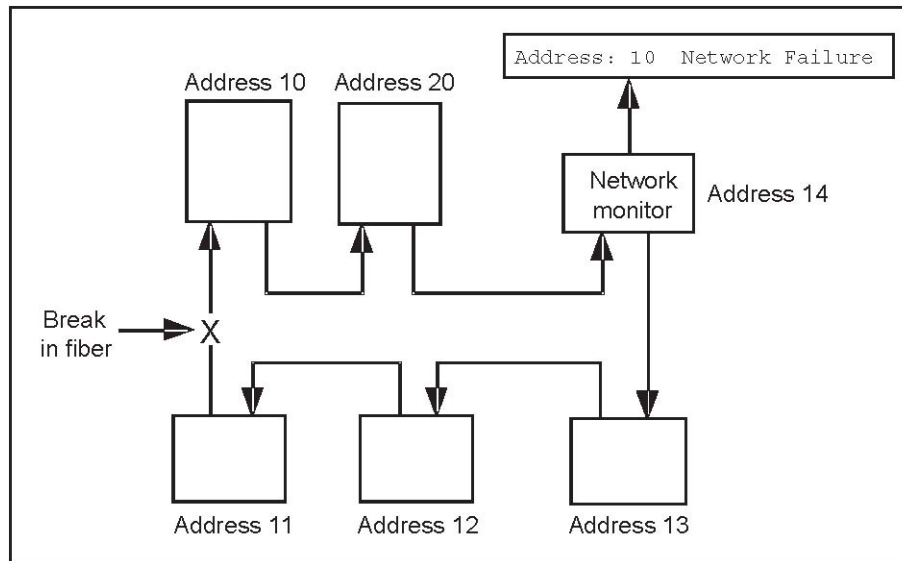 Address: 10 Network Failure
Address 10
Address 20
Network
monitor
Address 14
Break
in fiber
X
Address 11
Address 12
Address 13